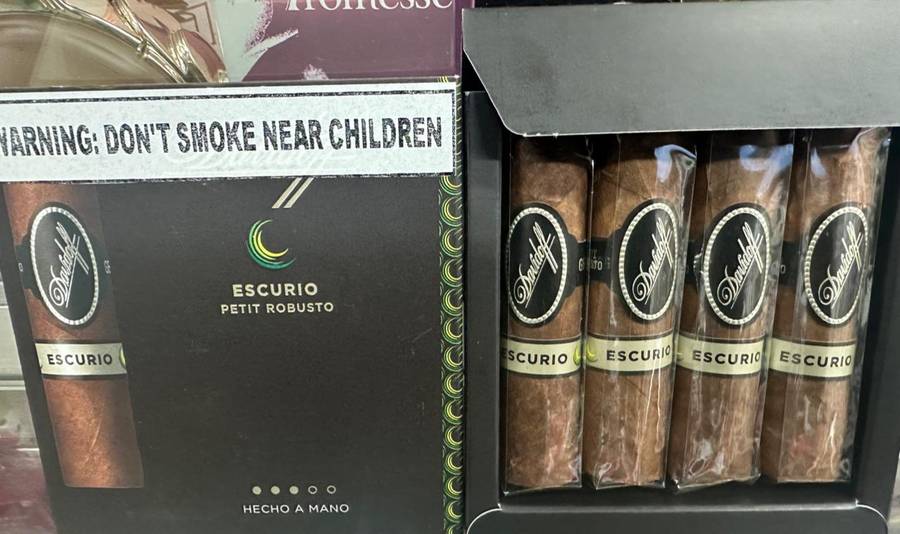 WARNING: DON'T SMOKE NEAR CHILDREN
Davidoff
ESCURIO
ESCURIO
PETIT ROBUSTO
HECHO A MANO
Davidoff
Davidoff
Davidoff
Davidoff
ESCURIO
ESCURIO
ESCURIO
ESCURIO